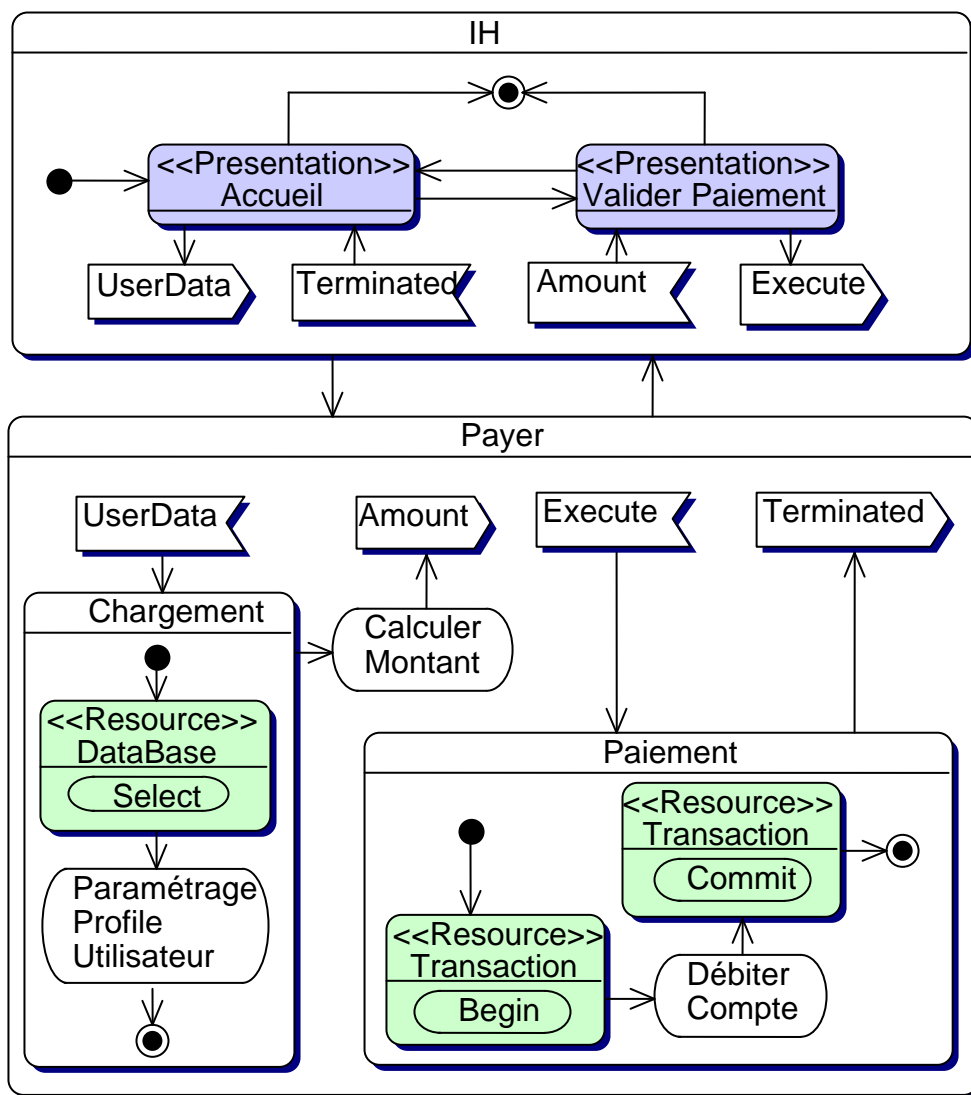 IH
<<Presentation>>
Accueil
<<Presentation>>
Valider Paiement
UserData
Terminated
Amount
Execute
Payer
UserData
Amount
Execute
Terminated
Chargement
Calculer
Montant
<<Resource>>
DataBase
Select
Paramétrage
Profile
Utilisateur
Paiement
<<Resource>>
Transaction
Commit
<<Resource>>
Transaction
Begin
Débiter
Compte